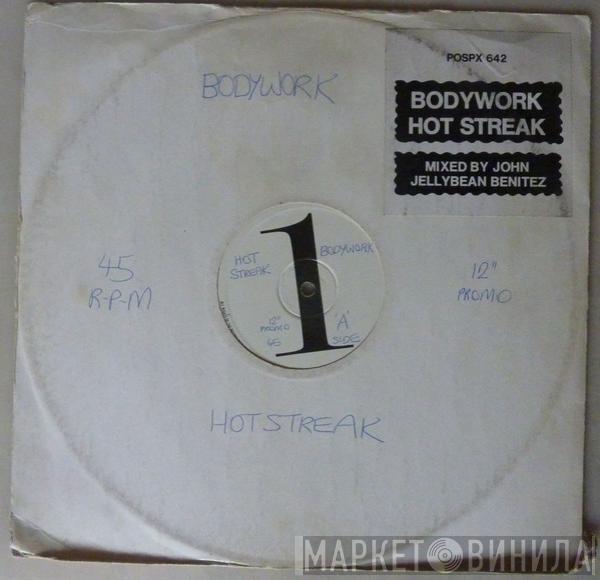 BODYWORK
POSPX 642
BODYWORK
HOT STREAK
MIXED BY JOHN
JELLYBEAN BENITEZ
45
R-P-M
HOT
STREAK
BODYWORK
1
12"
PROMO
45
'A'
SIDE
12"
PROMO
HOTSTREAK
МАРКЕТ ВИНИЛА